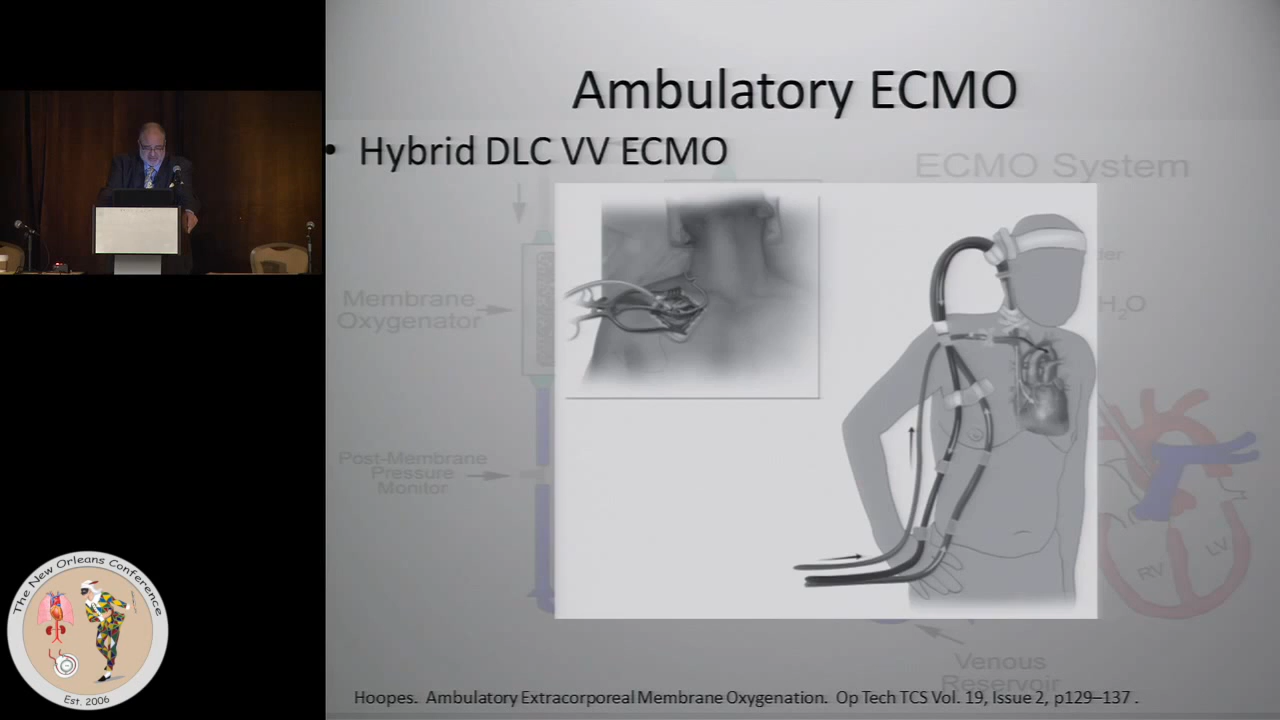 Ambulatory ECMO
• Hybrid DLC VV ECMO
ECMO System
Membrane
Oxygenator
H₂O
Post-Membrane
Pressure
Monitor
RV
LV
Venous
Reservoir
Hoopes. Ambulatory Extracorporeal Membrane Oxygenation. Op Tech TCS Vol. 19, Issue 2, p129–137 .
The New Orleans Conference
Est. 2006